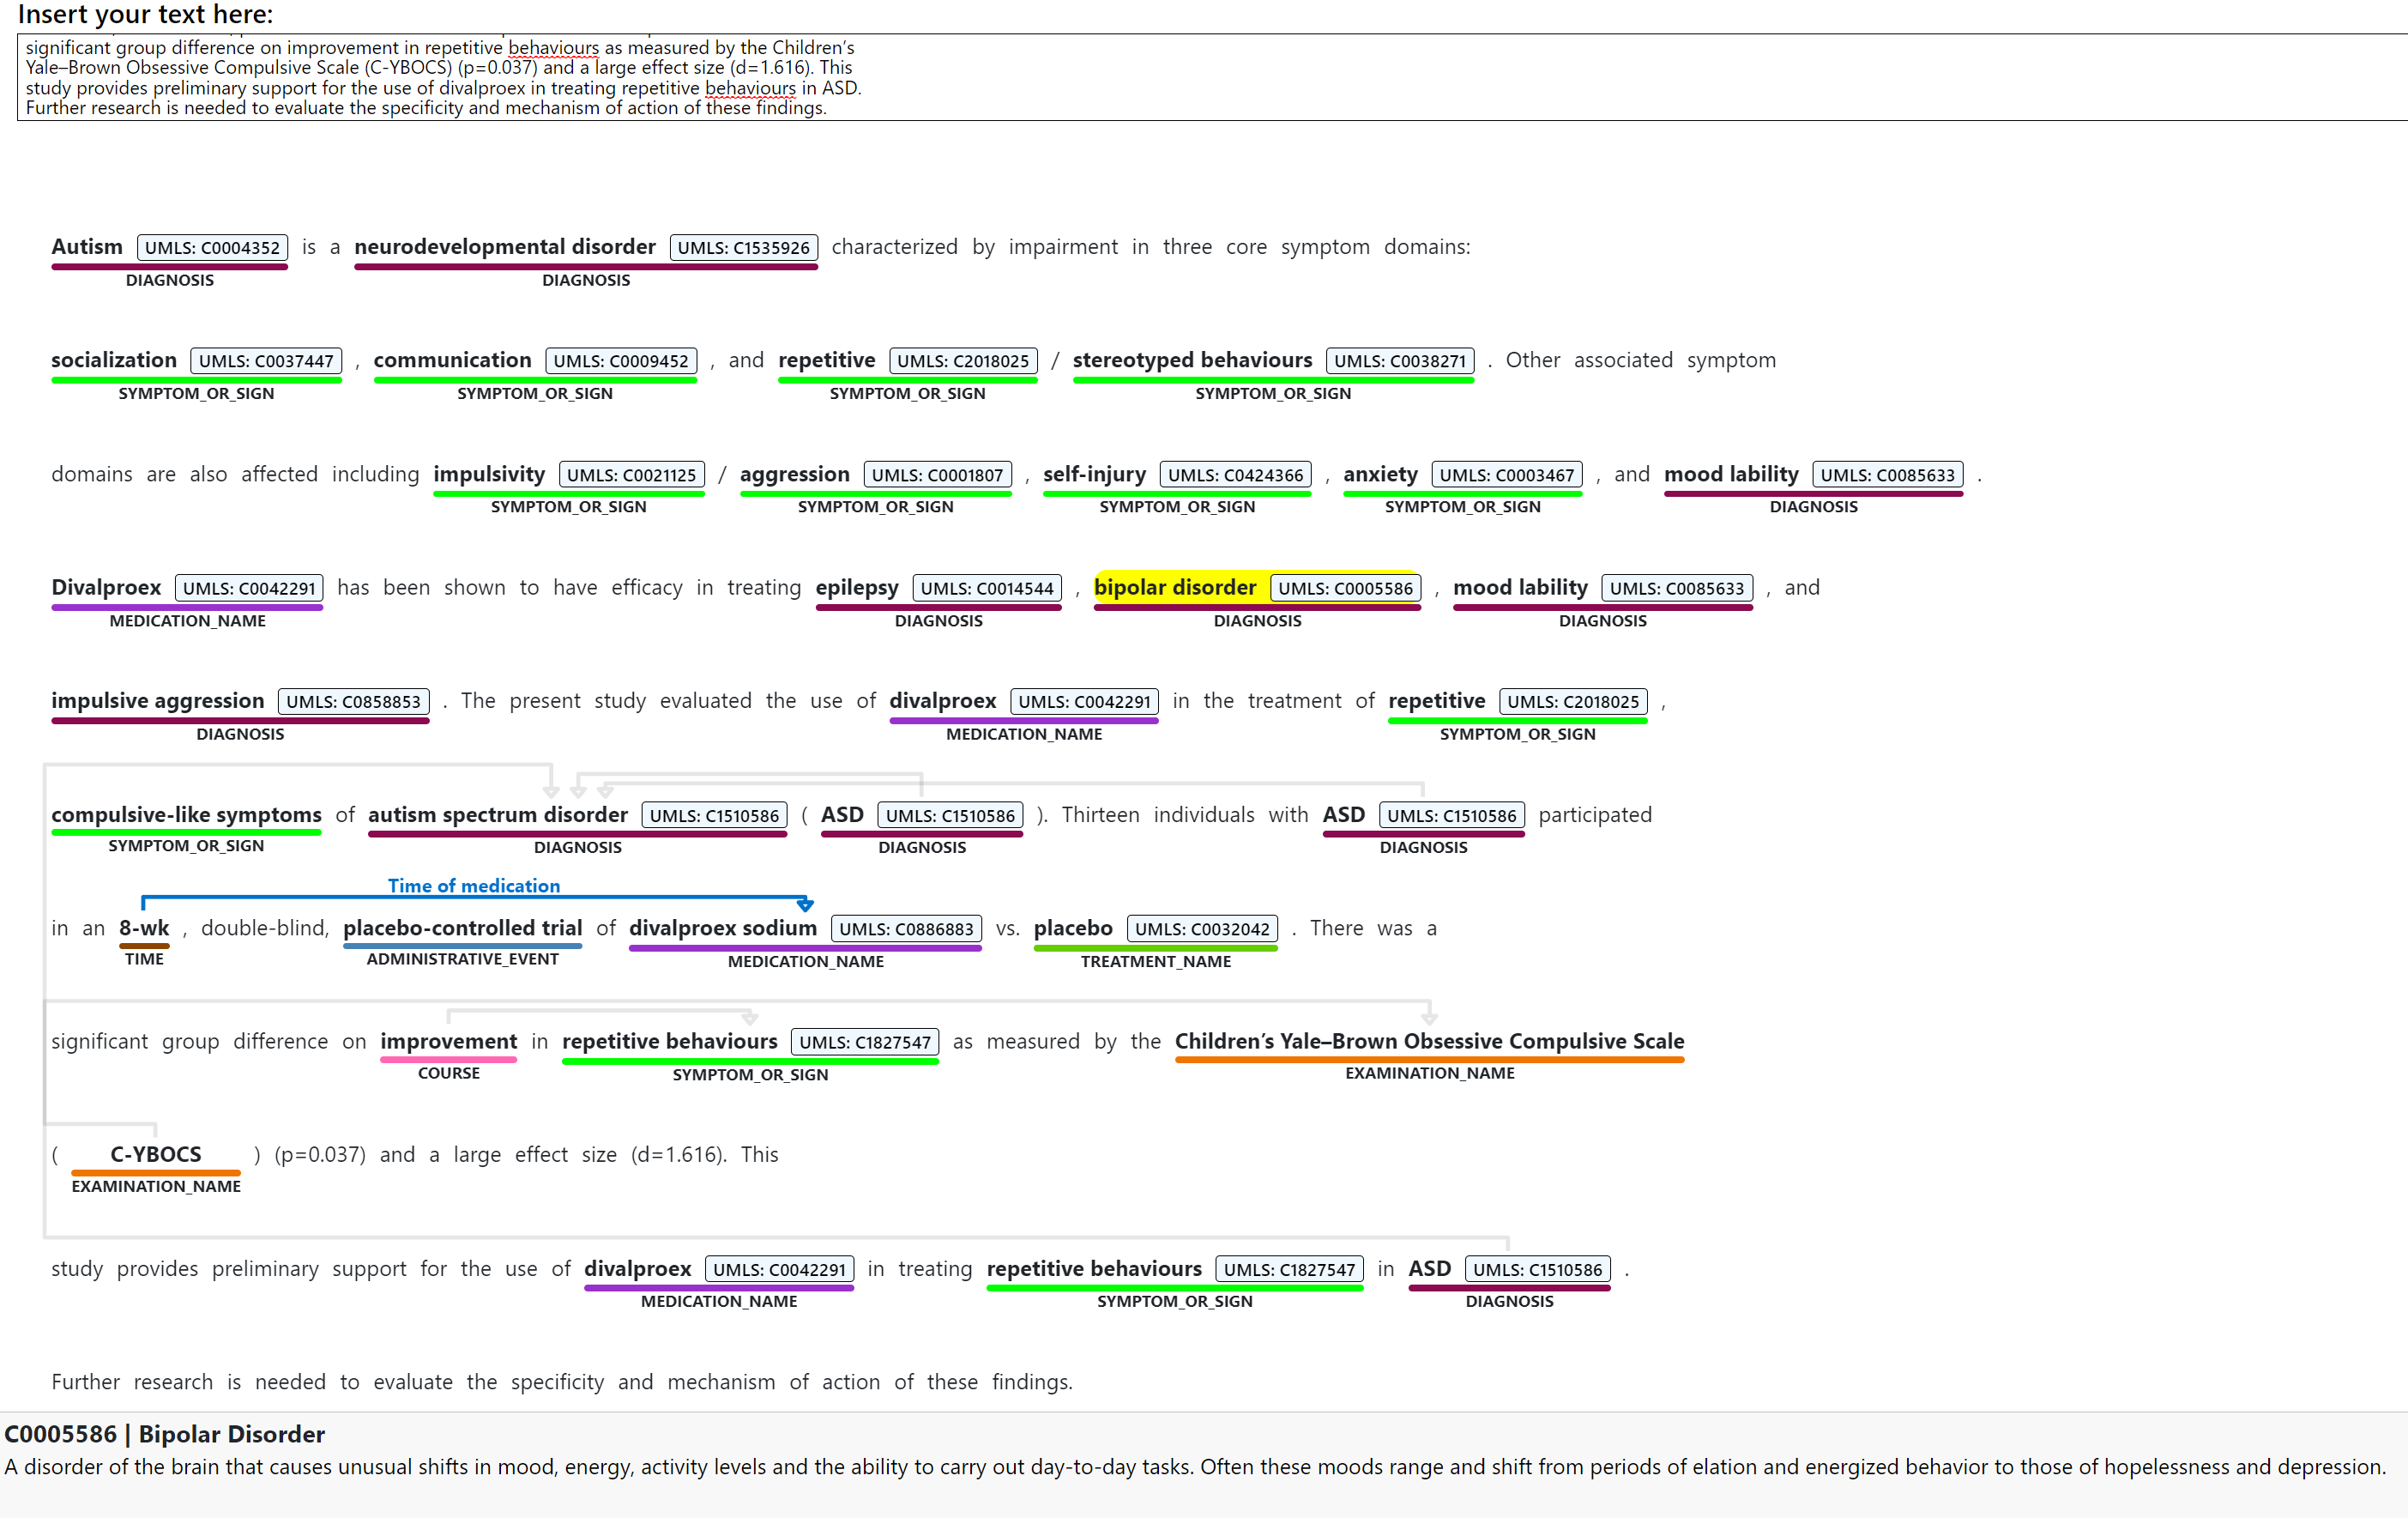 Insert your text here:
significant group difference on improvement in repetitive behaviours as measured by the Children's
Yale–Brown Obsessive Compulsive Scale (C-YBOCS) (p=0.037) and a large effect size (d=1.616). This
study provides preliminary support for the use of divalproex in treating repetitive behaviours in ASD.
Further research is needed to evaluate the specificity and mechanism of action of these findings.
Autism UMLS: C0004352 is a neurodevelopmental disorder UMLS: C1535926 characterized by impairment in three core symptom domains:
DIAGNOSIS DIAGNOSIS
socialization UMLS: C0037447 , communication UMLS: C0009452 , and repetitive UMLS: C2018025 / stereotyped behaviours UMLS: C0038271 . Other associated symptom
SYMPTOM_OR_SIGN SYMPTOM_OR_SIGN SYMPTOM_OR_SIGN SYMPTOM_OR_SIGN
domains are also affected including impulsivity UMLS: C0021125 / aggression UMLS: C0001807 , self-injury UMLS: C0424366 , anxiety UMLS: C0003467 , and mood lability UMLS: C0085633 .
SYMPTOM_OR_SIGN SYMPTOM_OR_SIGN SYMPTOM_OR_SIGN SYMPTOM_OR_SIGN DIAGNOSIS
Divalproex UMLS: C0042291 has been shown to have efficacy in treating epilepsy UMLS: C0014544 , bipolar disorder UMLS: C0005586 , mood lability UMLS: C0085633 , and
MEDICATION_NAME DIAGNOSIS DIAGNOSIS DIAGNOSIS
impulsive aggression UMLS: C0858853 . The present study evaluated the use of divalproex UMLS: C0042291 in the treatment of repetitive UMLS: C2018025 ,
DIAGNOSIS MEDICATION_NAME SYMPTOM_OR_SIGN
compulsive-like symptoms of autism spectrum disorder UMLS: C1510586 ( ASD UMLS: C1510586 ). Thirteen individuals with ASD UMLS: C1510586 participated
SYMPTOM_OR_SIGN DIAGNOSIS DIAGNOSIS DIAGNOSIS
Time of medication
in an 8-wk , double-blind, placebo-controlled trial of divalproex sodium UMLS: C0886883 vs. placebo UMLS: C0032042 . There was a
TIME ADMINISTRATIVE_EVENT MEDICATION_NAME TREATMENT_NAME
significant group difference on improvement in repetitive behaviours UMLS: C1827547 as measured by the Children's Yale–Brown Obsessive Compulsive Scale
COURSE SYMPTOM_OR_SIGN EXAMINATION_NAME
( C-YBOCS ) (p=0.037) and a large effect size (d=1.616). This
EXAMINATION_NAME
study provides preliminary support for the use of divalproex UMLS: C0042291 in treating repetitive behaviours UMLS: C1827547 in ASD UMLS: C1510586 .
MEDICATION_NAME SYMPTOM_OR_SIGN DIAGNOSIS
Further research is needed to evaluate the specificity and mechanism of action of these findings.
C0005586 | Bipolar Disorder
A disorder of the brain that causes unusual shifts in mood, energy, activity levels and the ability to carry out day-to-day tasks. Often these moods range and shift from periods of elation and energized behavior to those of hopelessness and depression.